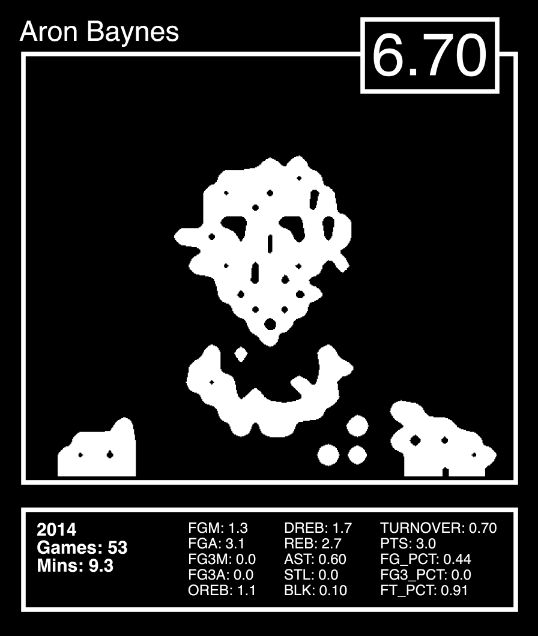 Aron Baynes
6.70
2014
Games: 53
Mins: 9.3
FGM: 1.3
FGA: 3.1
FG3M: 0.0
FG3A: 0.0
OREB: 1.1
DREB: 1.7
REB: 2.7
AST: 0.60
STL: 0.0
BLK: 0.10
TURNOVER: 0.70
PTS: 3.0
FG_PCT: 0.44
FG3_PCT: 0.0
FT_PCT: 0.91